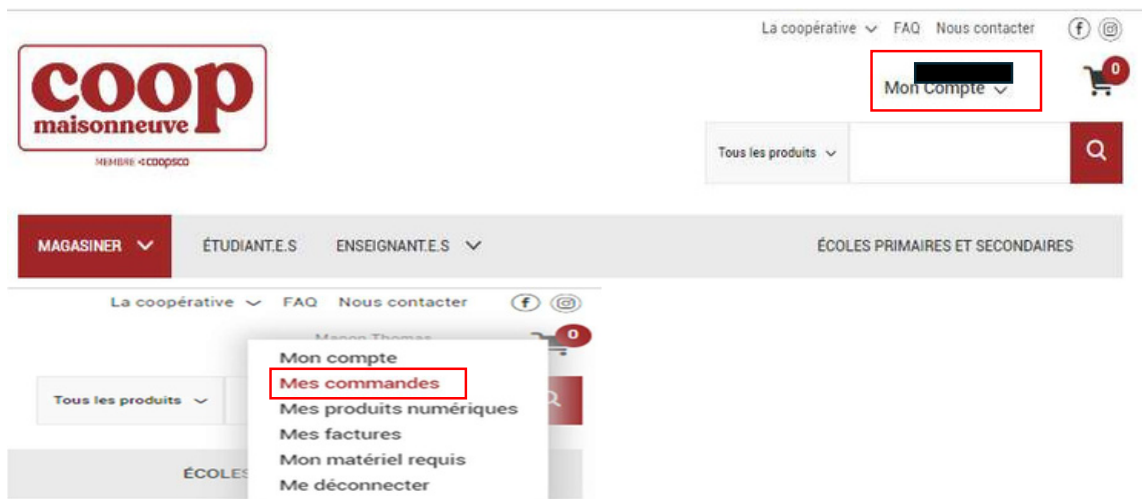 La coopérative FAQ Nous contacter
coop
maisonneuve
MEMBRE coopsco
Mon Compte
0
Tous les produits
MAGASINER ÉTUDIANT.E.S ENSEIGNANT.E.S ÉCOLES PRIMAIRES ET SECONDAIRES
La coopérative FAQ Nous contacter
0
Mon compte
Tous les produits
Mes commandes
Mes produits numériques
Mes factures
Mon matériel requis
ÉCOLES
Me déconnecter